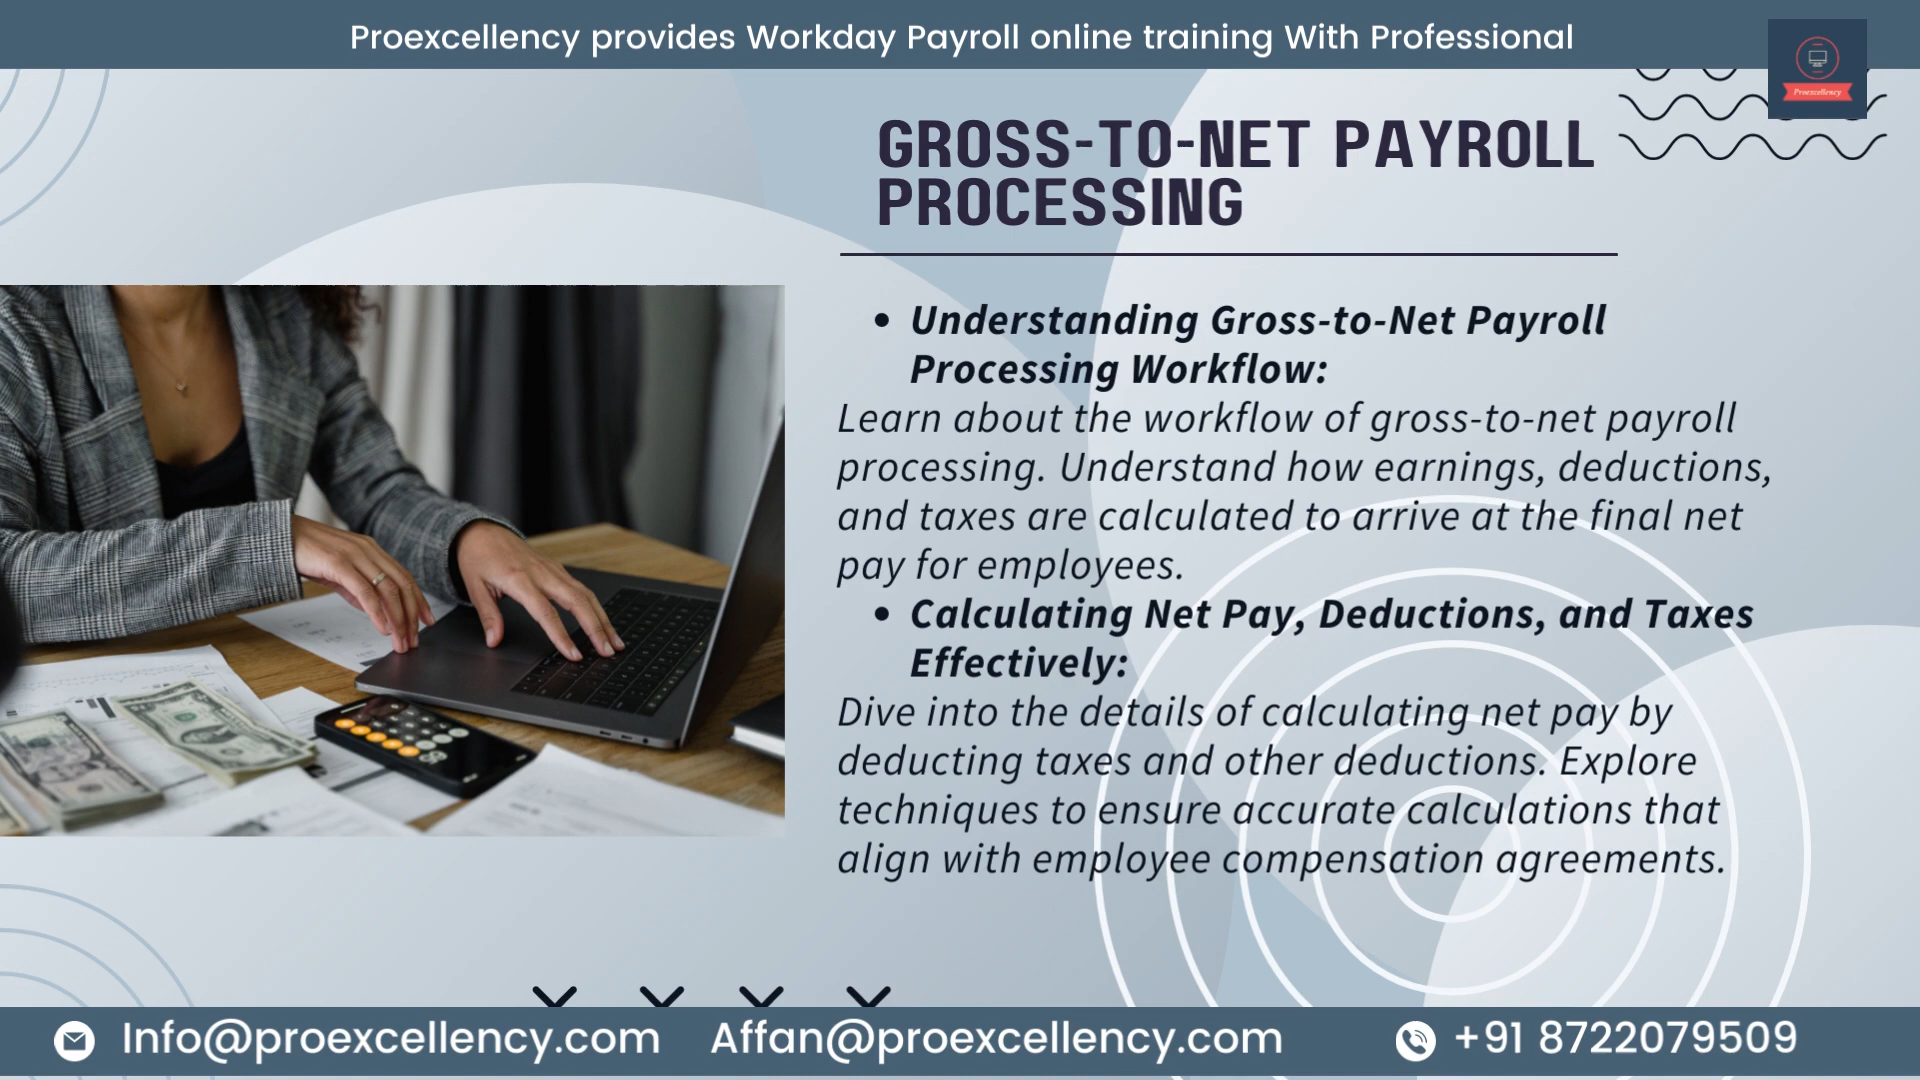 Proexcellency provides Workday Payroll online training With Professional
Proexcellency
GROSS-TO-NET PAYROLL
PROCESSING
• Understanding Gross-to-Net Payroll
Processing Workflow:
Learn about the workflow of gross-to-net payroll
processing. Understand how earnings, deductions,
and taxes are calculated to arrive at the final net
pay for employees.
• Calculating Net Pay, Deductions, and Taxes
Effectively:
Dive into the details of calculating net pay by
deducting taxes and other deductions. Explore
techniques to ensure accurate calculations that
align with employee compensation agreements.
Info@proexcellency.com Affan@proexcellency.com +91 8722079509